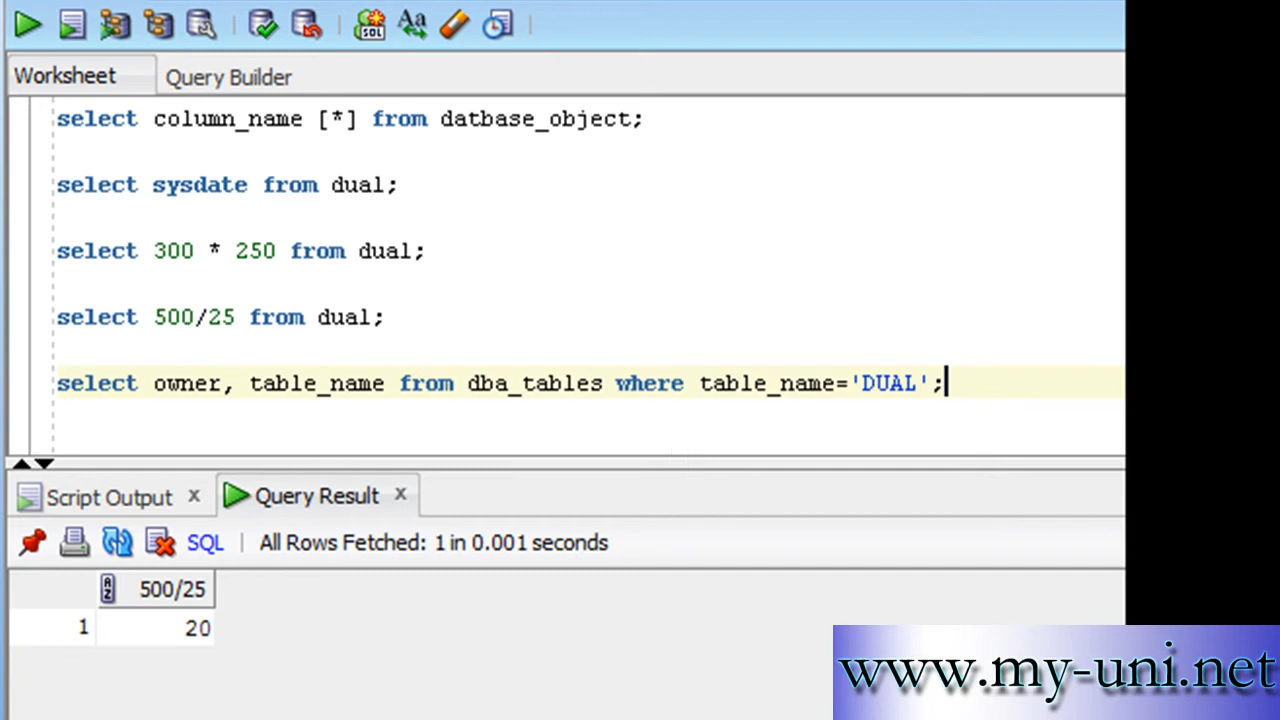 Worksheet Query Builder
select column_name [*] from datbase_object;
select sysdate from dual;
select 300 * 250 from dual;
select 500/25 from dual;
select owner, table_name from dba_tables where table_name='DUAL';
Script Output x Query Result x
SQL | All Rows Fetched: 1 in 0.001 seconds
500/25
1 20
www.my-uni.net